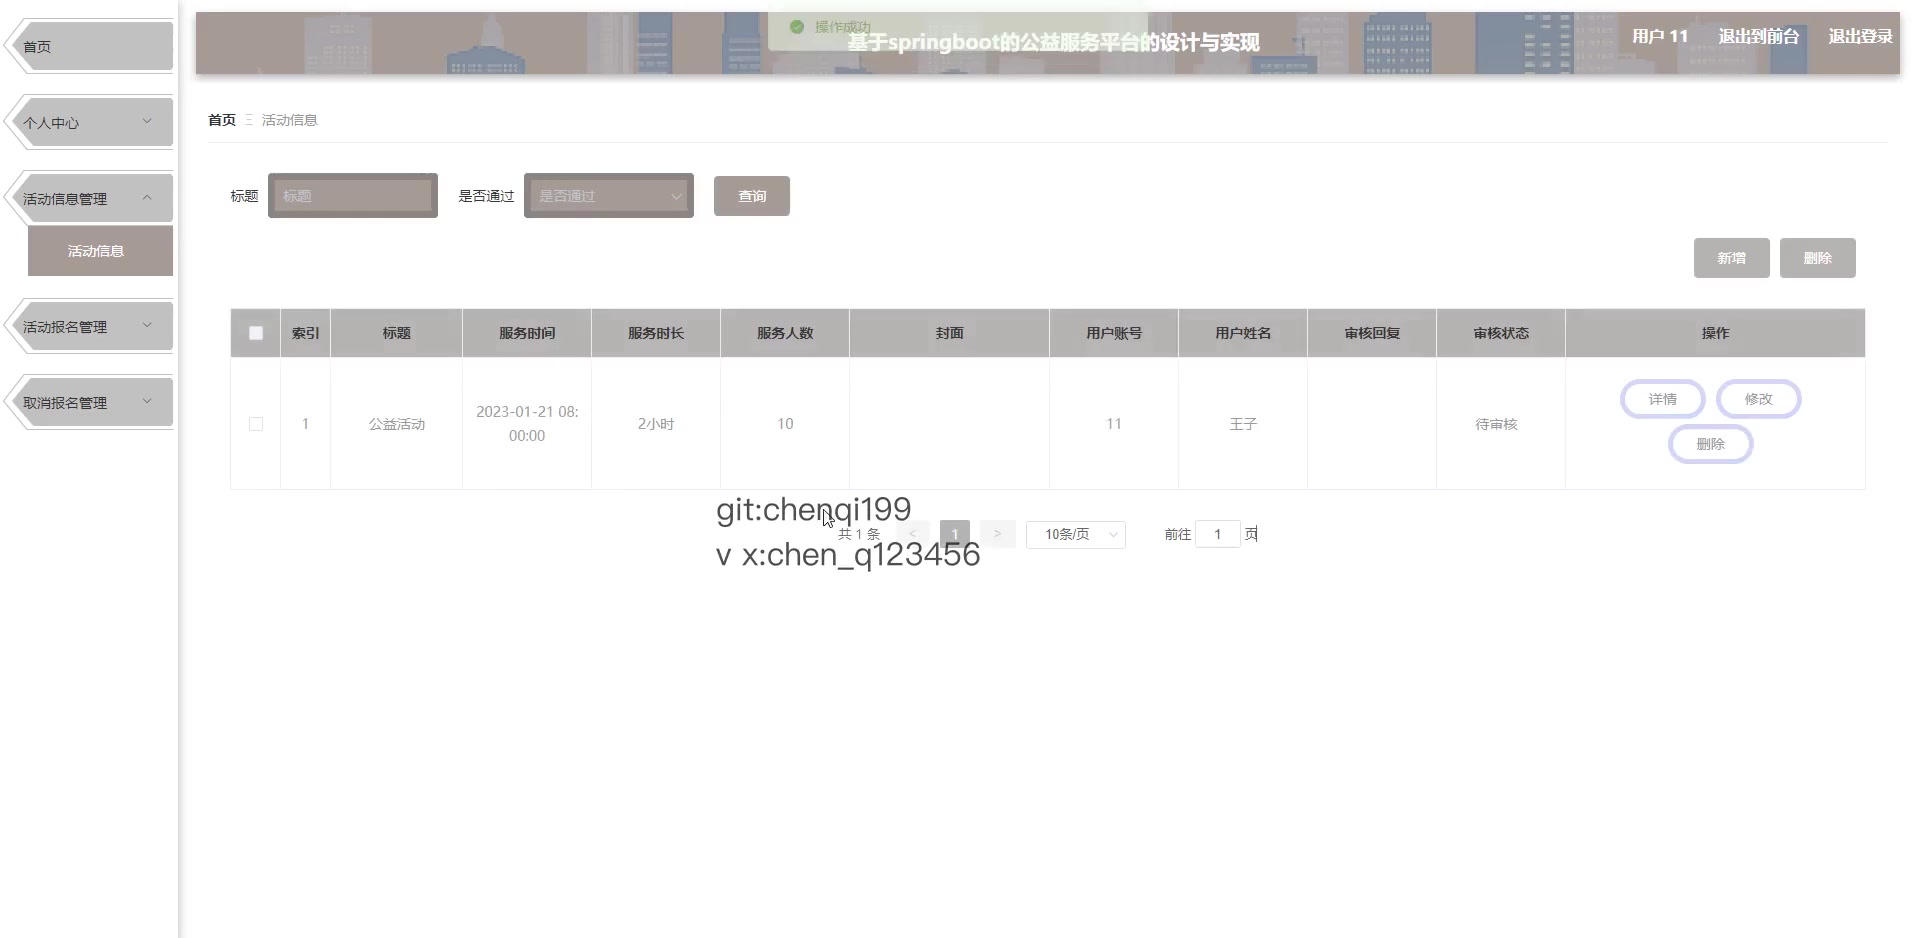 首页
个人中心
活动信息管理
活动信息
活动报名管理
取消报名管理
操作成功
基于springboot的公益服务平台的设计与实现
用户 11 退出到前台 退出登录
首页 活动信息
标题 标题 是否通过 是否通过 查询
新增 删除
索引 标题 服务时间 服务时长 服务人数 封面 用户账号 用户姓名 审核回复 审核状态 操作
1 公益活动 2023-01-21 08:00:00 2小时 10 11 王子 待审核 详情 修改
删除
git:chenqi199
共 1 条 < 1 > 10条/页 前往 1 页
v x:chen_q123456